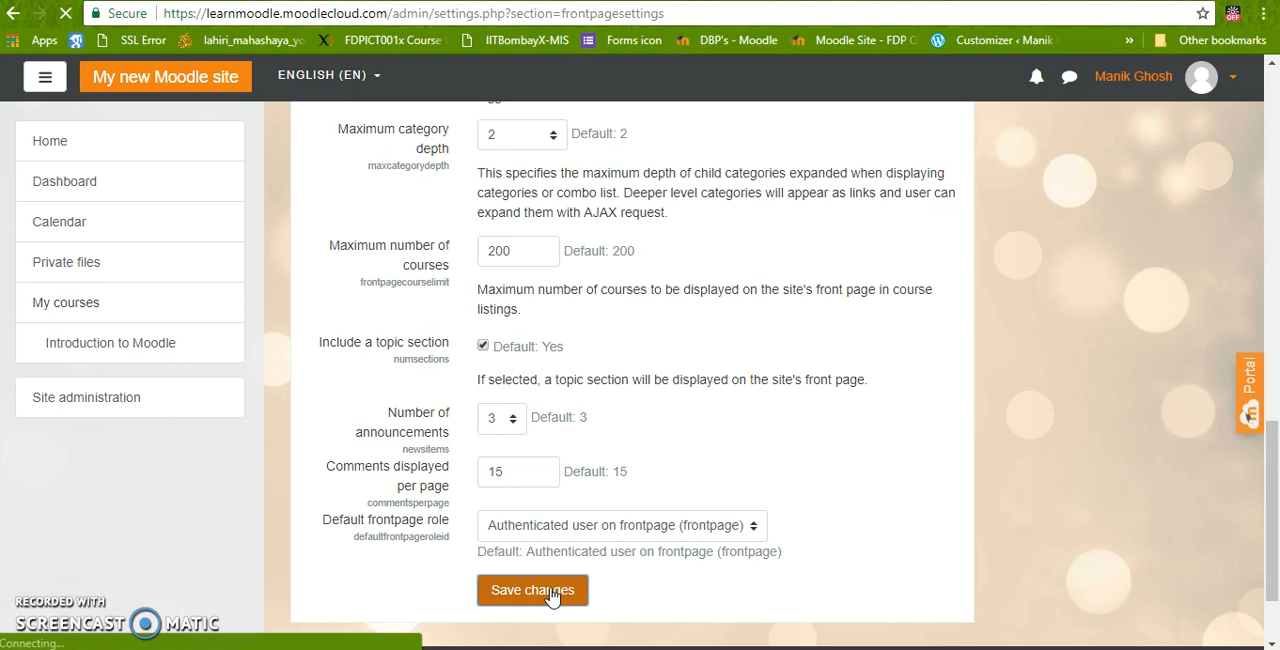 Secure https://learnmoodle.moodlecloud.com/admin/settings.php?section=frontpagesettings
OFF
Apps SSL Error lahiri_mahashaya_yo FDPICT001x Course IITBombayX-MIS Forms icon DBP's - Moodle Moodle Site - FDP C Customizer ‹ Manik » Other bookmarks
My new Moodle site ENGLISH (EN) Manik Ghosh
Home
Dashboard
Calendar
Private files
My courses
Introduction to Moodle
Site administration
Maximum category
depth
maxcategorydepth
2 Default: 2
This specifies the maximum depth of child categories expanded when displaying
categories or combo list. Deeper level categories will appear as links and user can
expand them with AJAX request.
Maximum number of
courses
frontpagecourselimit
200 Default: 200
Maximum number of courses to be displayed on the site's front page in course
listings.
Include a topic section
numsections
Default: Yes
If selected, a topic section will be displayed on the site's front page.
Number of
announcements
newsitems
3 Default: 3
Comments displayed
per page
commentsperpage
15 Default: 15
Default frontpage role
defaultfrontpageroleid
Authenticated user on frontpage (frontpage)
Default: Authenticated user on frontpage (frontpage)
Save changes
Portal
RECORDED WITH
SCREENCAST MATIC
Connecting...